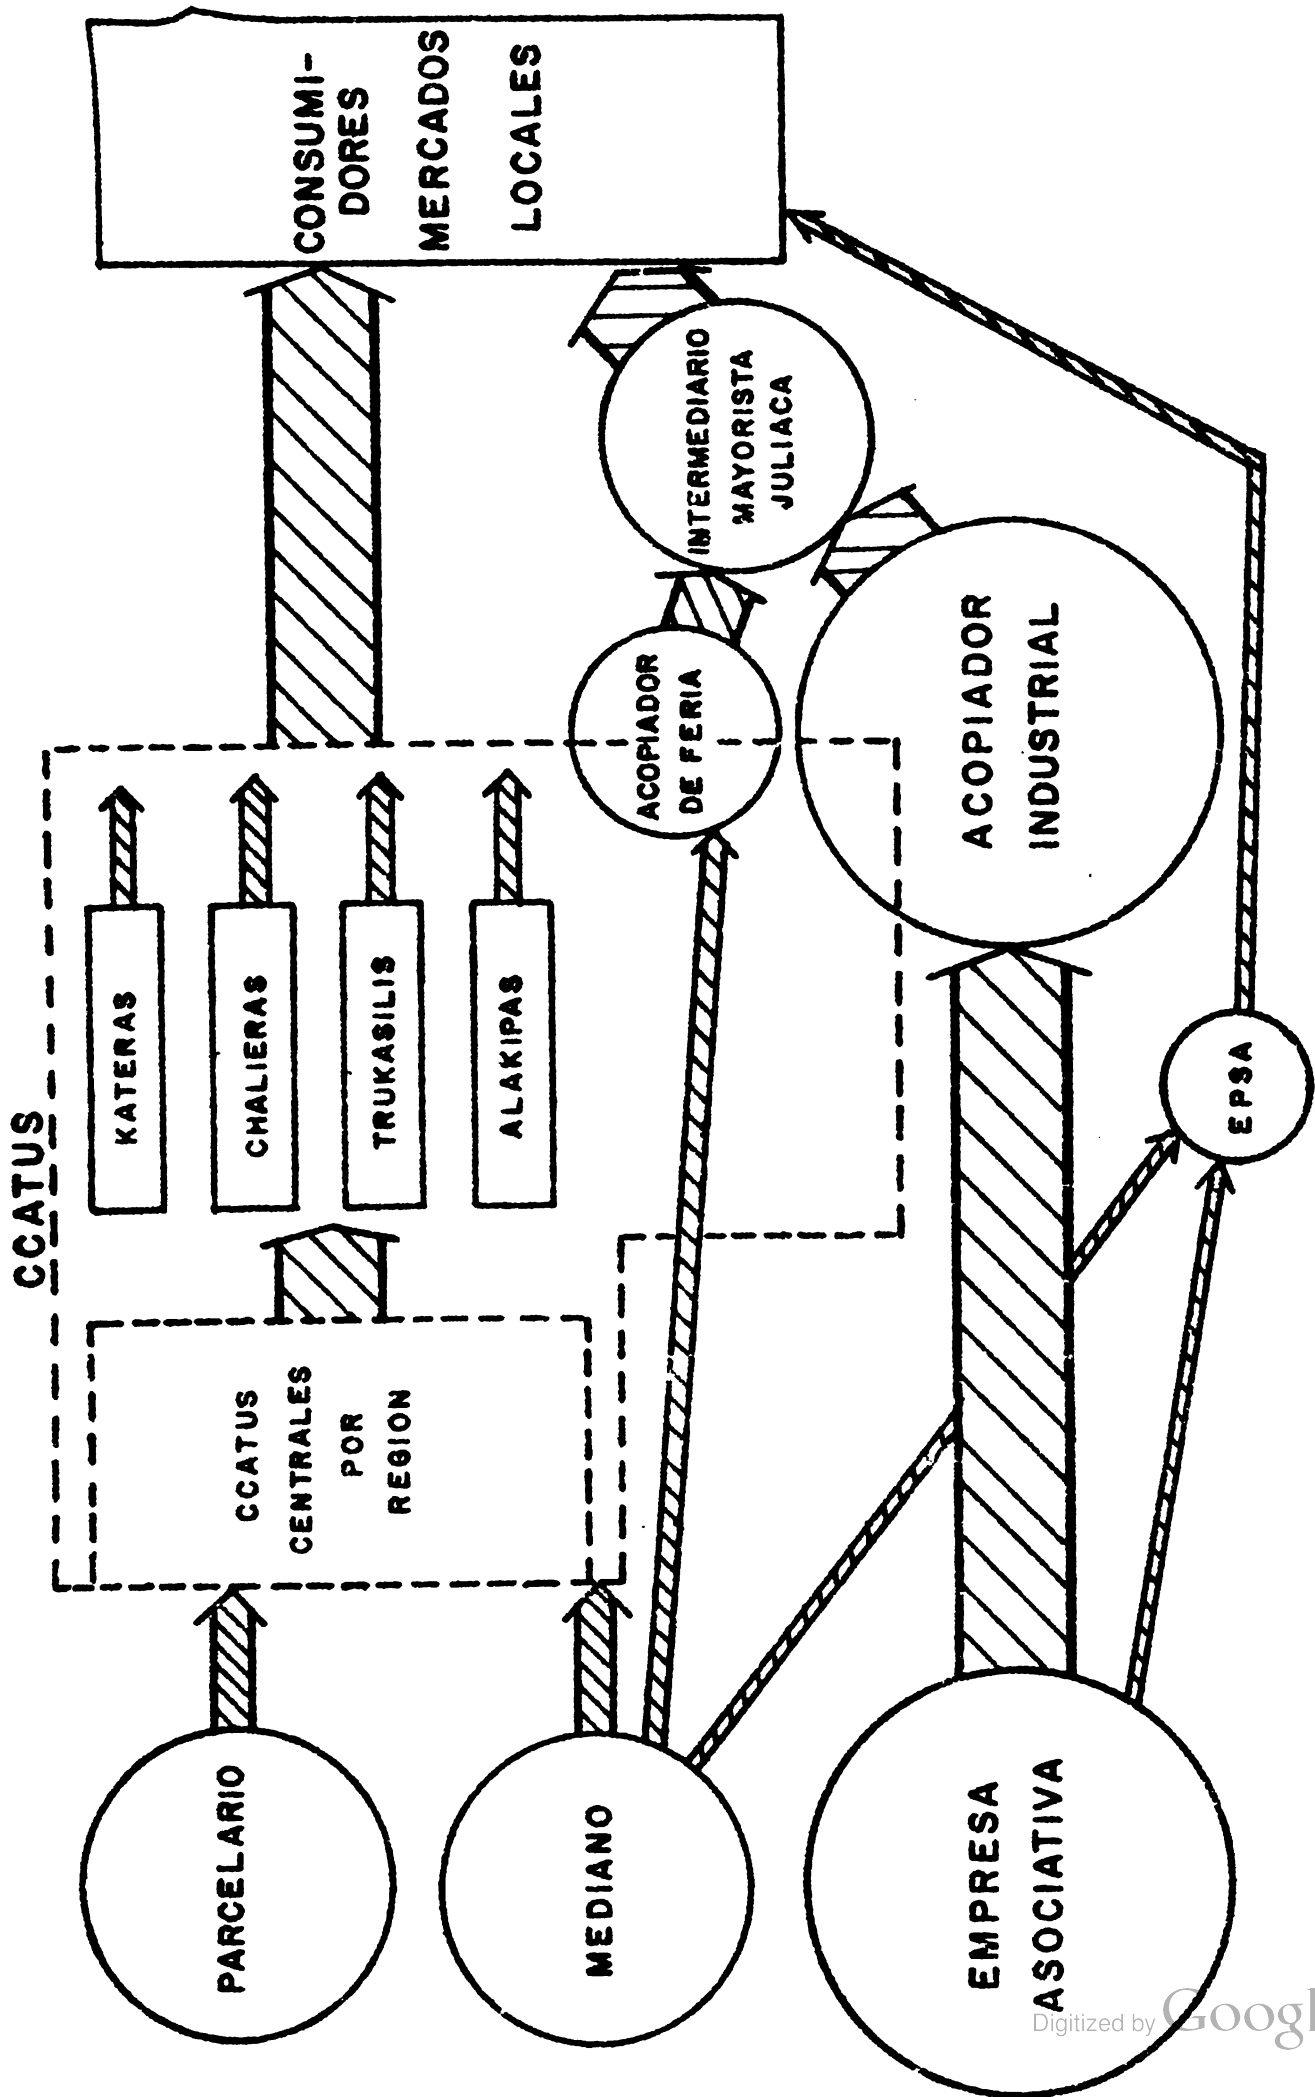 CCATUS
PARCELARIO
MEDIANO
EMPRESA
ASOCIATIVA
CCATUS
CENTRALES
POR
REGION
KATERAS
CHALIERAS
TRUKASILIS
ALAKIPAS
ACOPIADOR
DE FERIA
ACOPIADOR
INDUSTRIAL
EPSA
INTERMEDIARIO
MAYORISTA
JULIACA
CONSUMI-
DORES
MERCADOS
LOCALES
Digitized by Googl